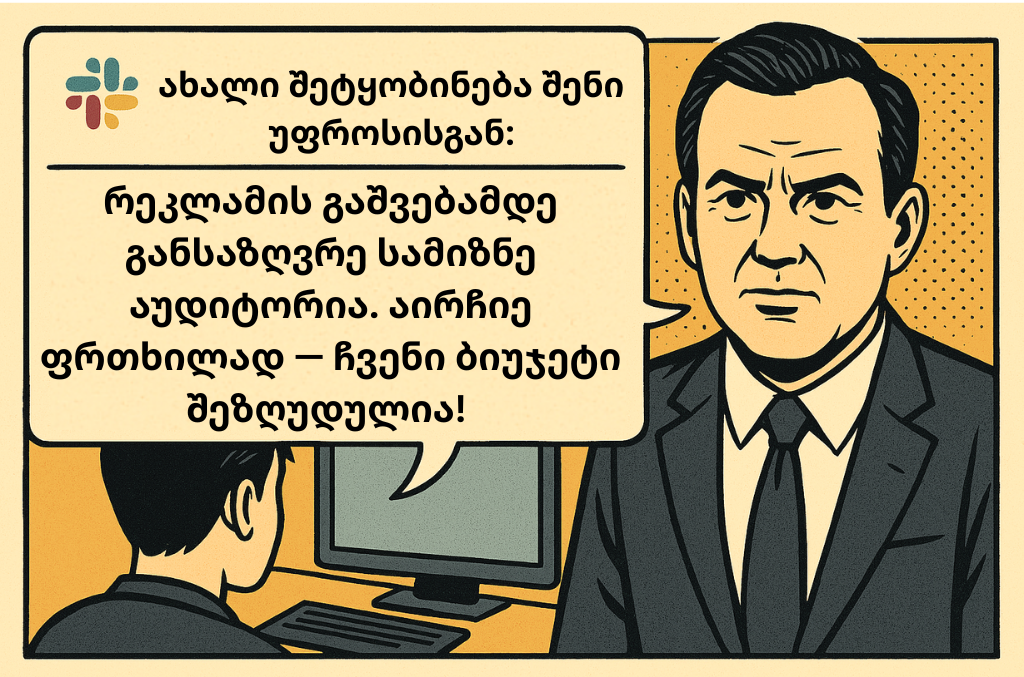 ახალი შეტყობინება შენი
უფროსისგან:
რეკლამის გაშვებამდე
განსაზღვრე სამიზნე
აუდიტორია. აირჩიე
ფრთხილად — ჩვენი ბიუჯეტი
შეზღუდულია!